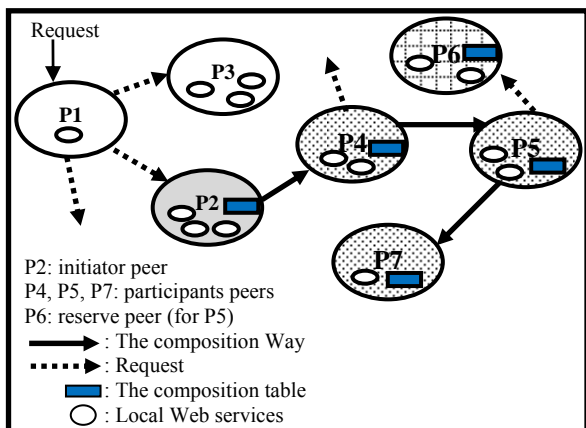 Request
P3
P6
P1
P4
P5
P2
P7
P2: initiator peer
P4, P5, P7: participants peers
P6: reserve peer (for P5)
: The composition Way
: Request
: The composition table
: Local Web services